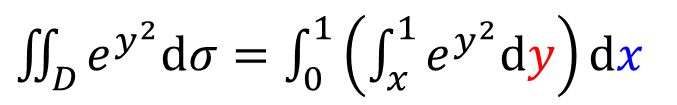 ∬_D e^{y^2} dσ = ∫_0^1 (∫_x^1 e^{y^2} dy) dx